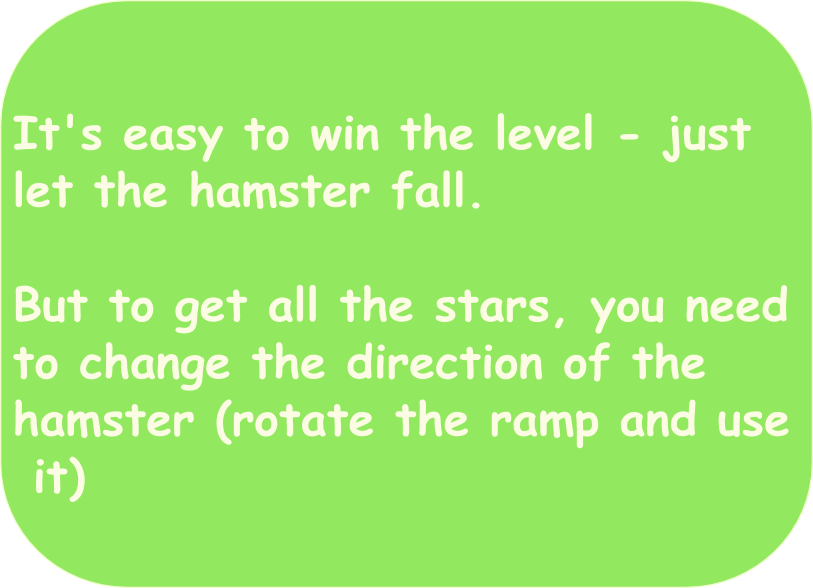 It's easy to win the level - just
let the hamster fall.
But to get all the stars, you need
to change the direction of the
hamster (rotate the ramp and use
it)